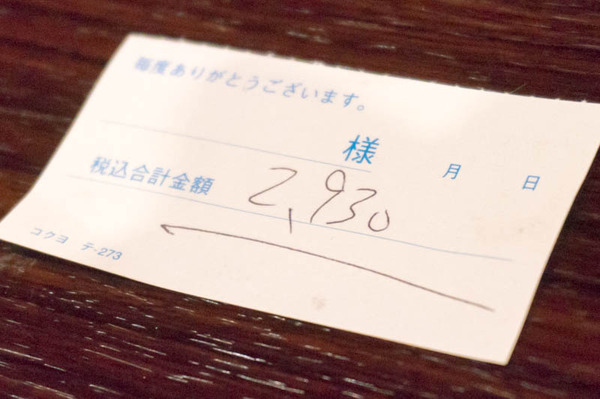 毎度ありがとうございます。
様 月 日
税込合計金額 2,930
コクヨ テ-273